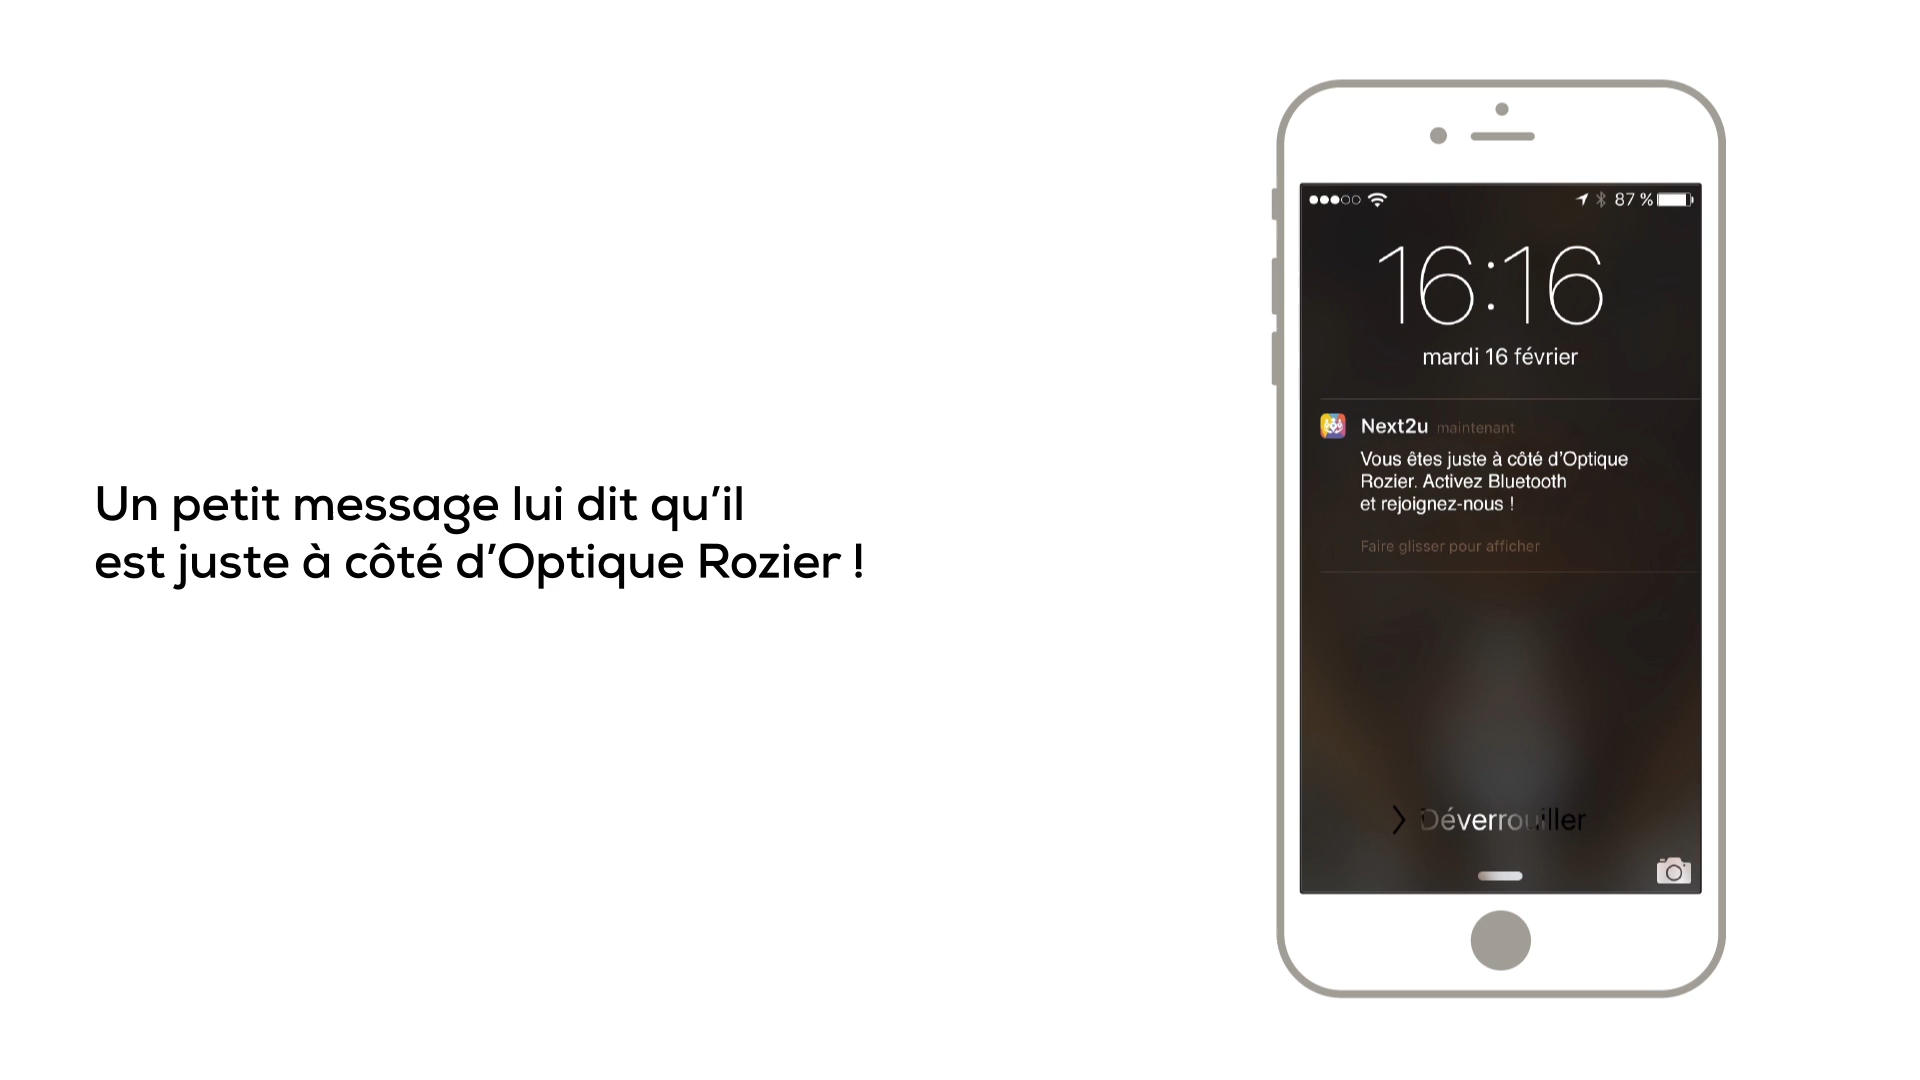 Un petit message lui dit qu’il
est juste à côté d’Optique Rozier !
87 %
16:16
mardi 16 février
Next2u maintenant
Vous êtes juste à côté d’Optique
Rozier. Activez Bluetooth
et rejoignez-nous !
Faire glisser pour afficher
> Déverrouiller